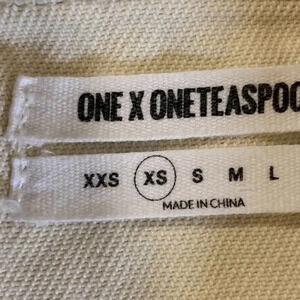 ONE X ONETEASPOO
XXS XS S M L
MADE IN CHINA